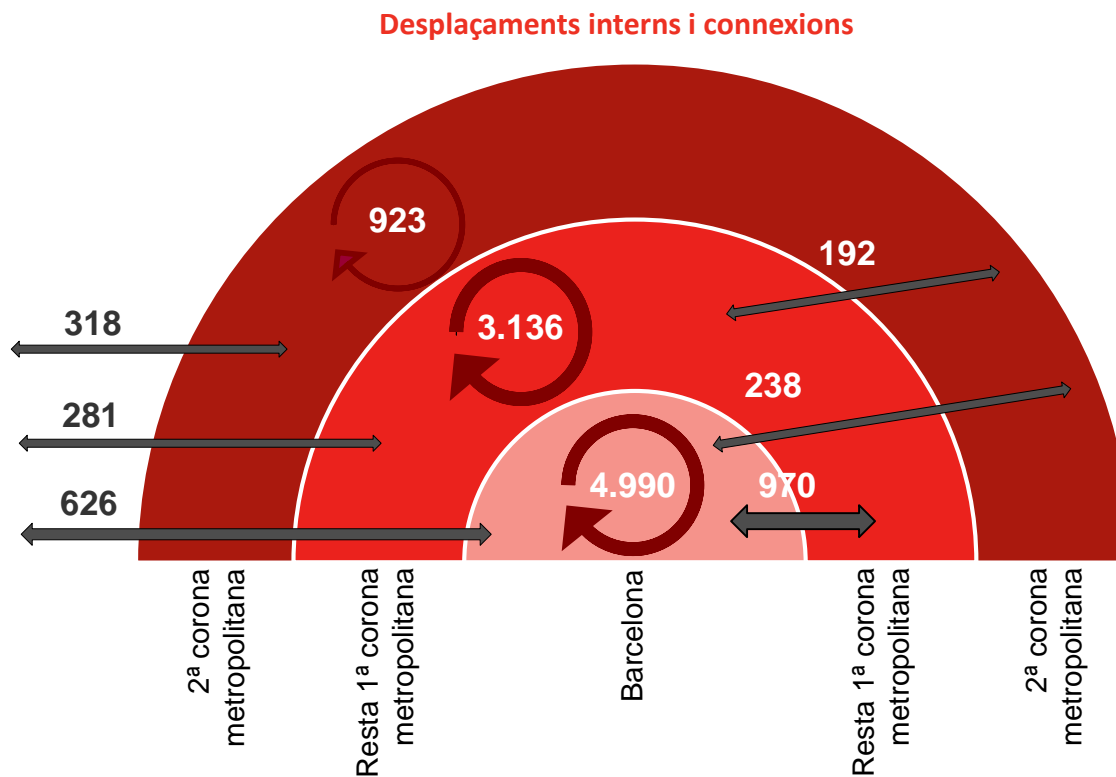 Desplaçaments interns i connexions
923
192
318
3.136
238
281
4.990
970
626
2ª corona
metropolitana
Resta 1ª corona
metropolitana
Barcelona
Resta 1ª corona
metropolitana
2ª corona
metropolitana